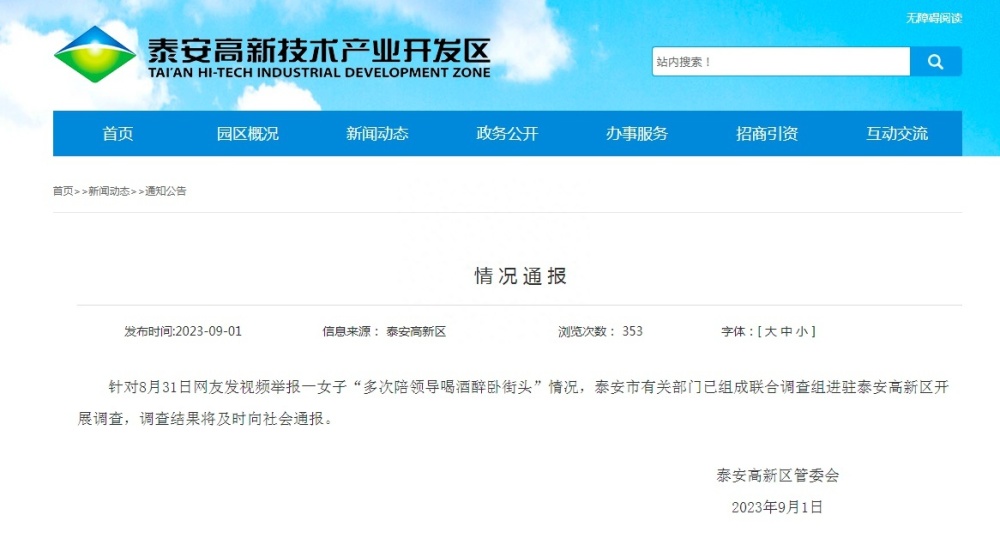 无障碍阅读
泰安高新技术产业开发区
TAI'AN HI-TECH INDUSTRIAL DEVELOPMENT ZONE
站内搜索！
首页 园区概况 新闻动态 政务公开 办事服务 招商引资 互动交流
首页>>新闻动态>>通知公告
情况通报
发布时间:2023-09-01 信息来源： 泰安高新区 浏览次数： 353 字体：[ 大 中 小 ]
针对8月31日网友发视频举报一女子“多次陪领导喝酒醉卧街头”情况，泰安市有关部门已组成联合调查组进驻泰安高新区开
展调查，调查结果将及时向社会通报。
泰安高新区管委会
2023年9月1日